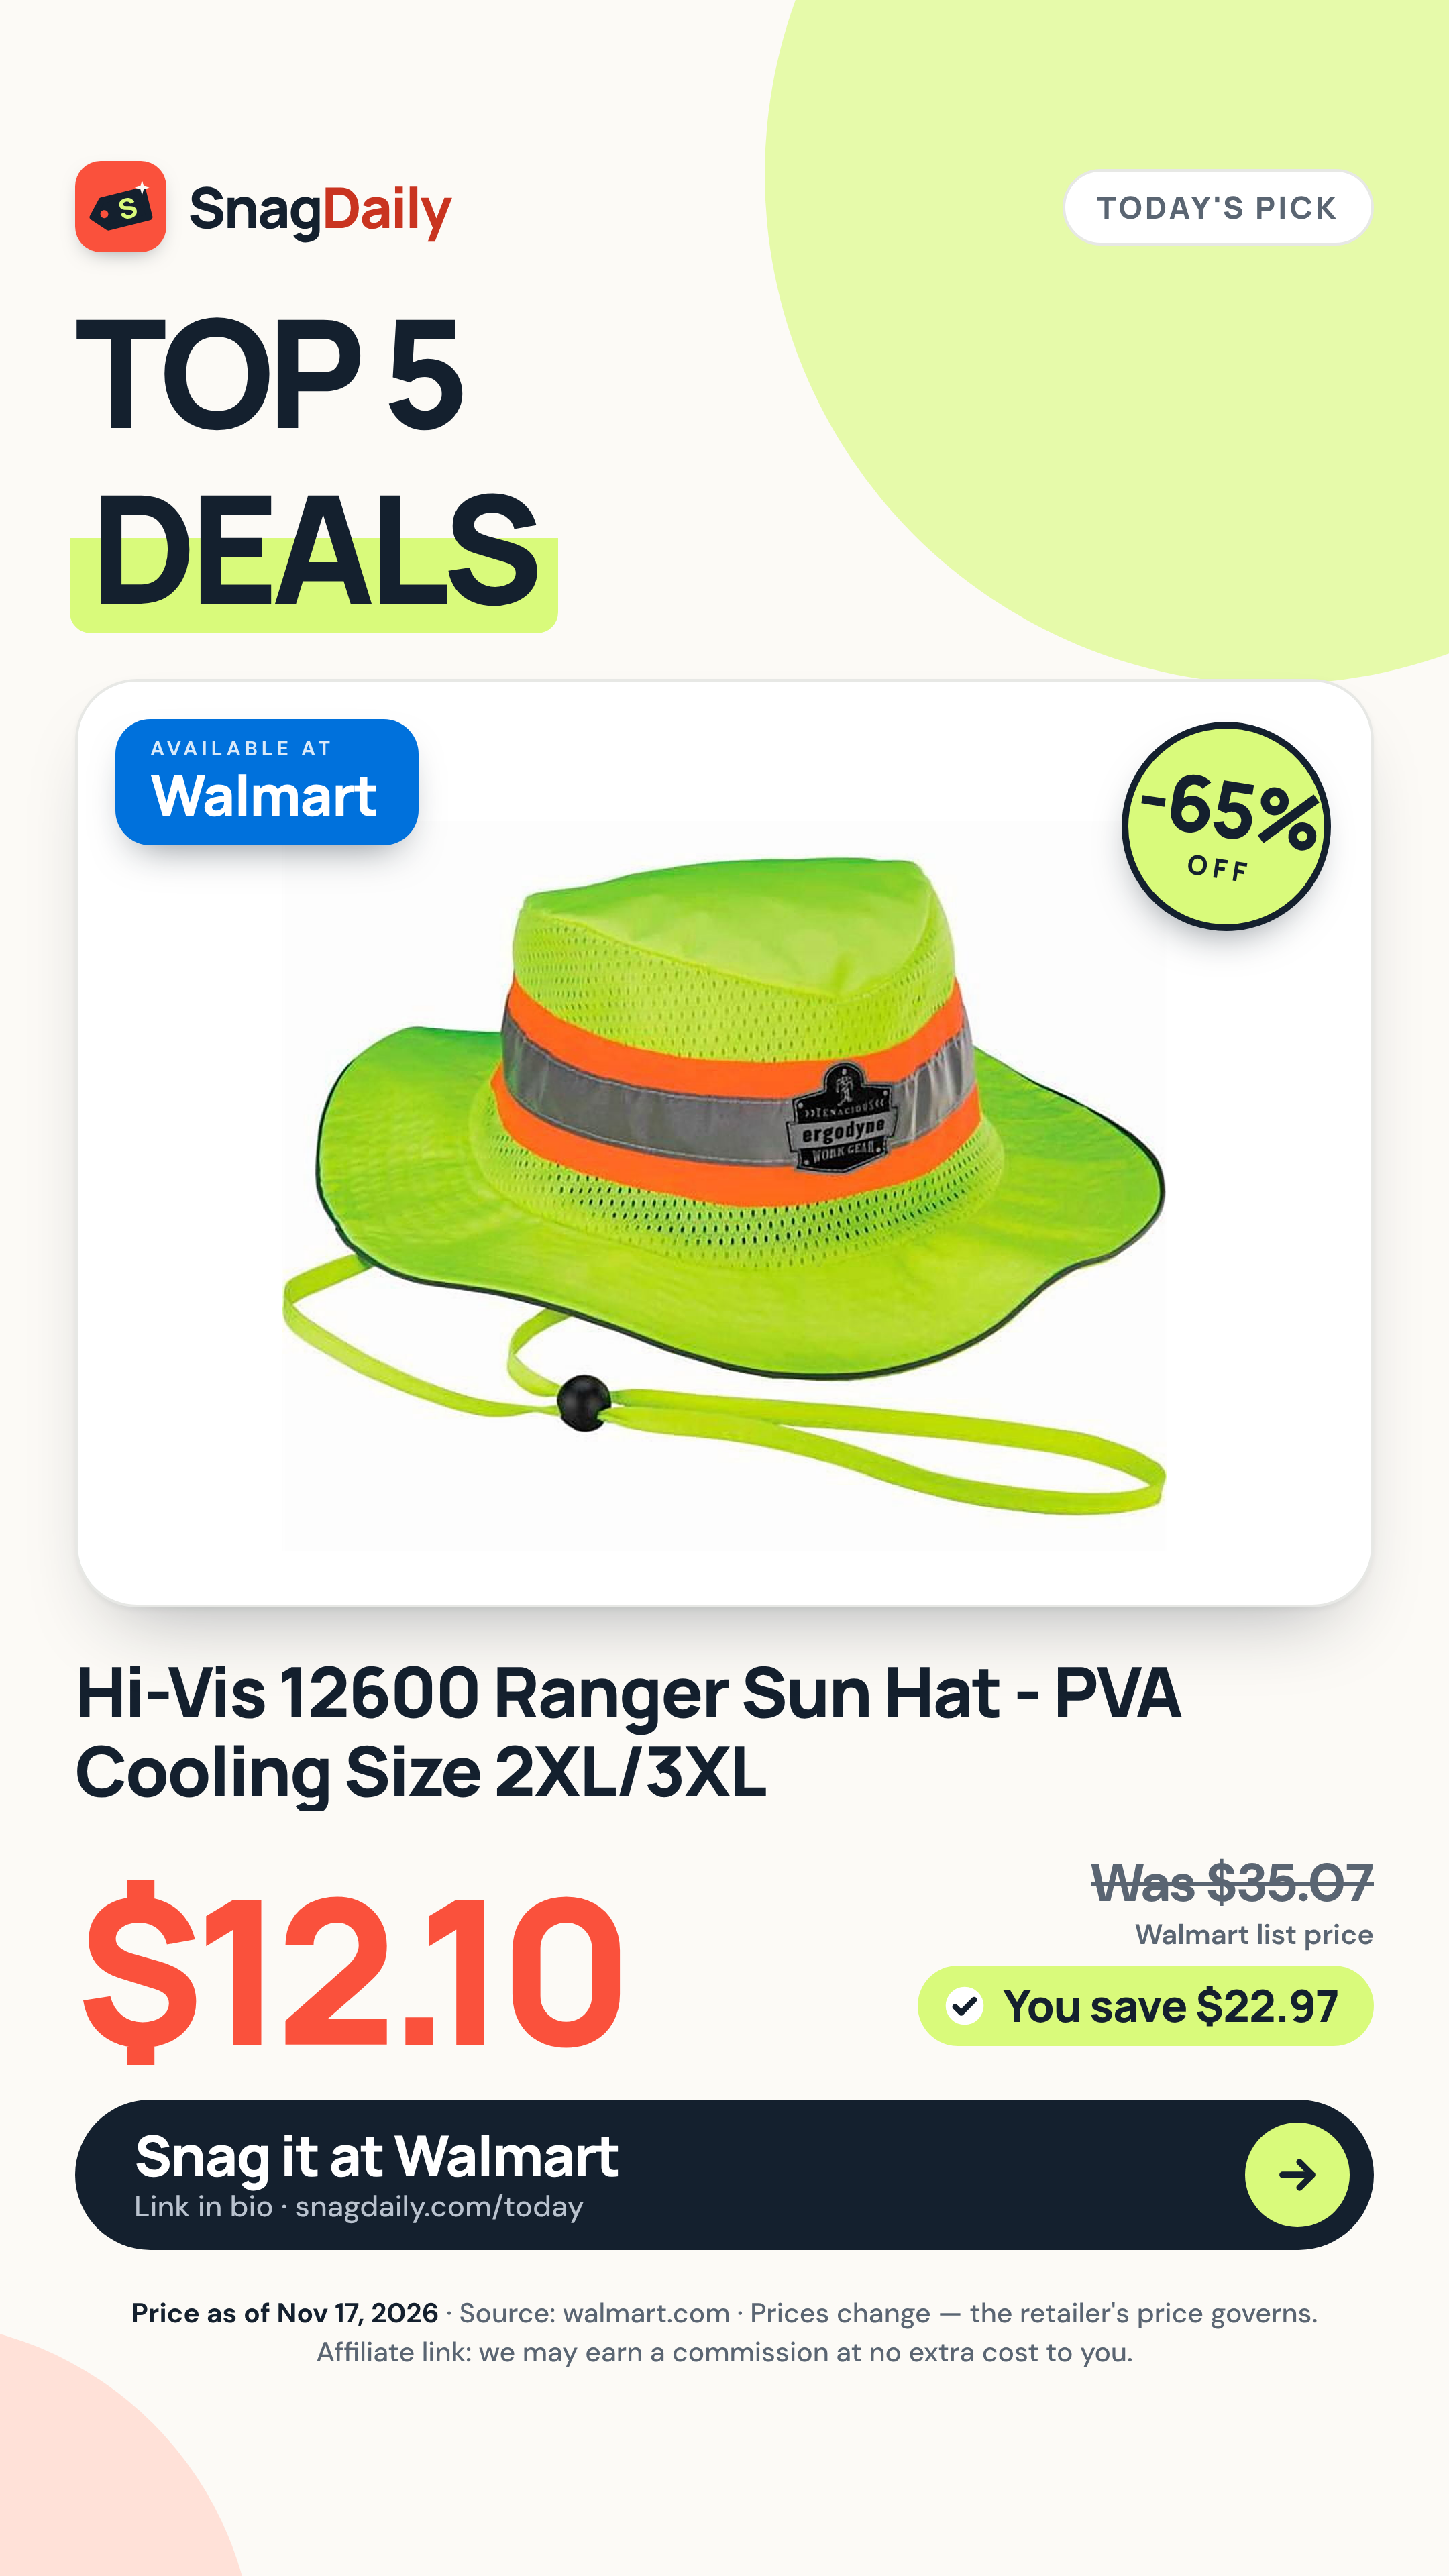 S
SnagDaily
TODAY'S PICK
TOP 5
DEALS
AVAILABLE AT
Walmart
-65%
OFF
»TENACIOUS«
ergodyne
WORK GEAR
Hi-Vis 12600 Ranger Sun Hat - PVA
Cooling Size 2XL/3XL
$12.10
Was $35.07
Walmart list price
You save $22.97
Snag it at Walmart
Link in bio · snagdaily.com/today
Price as of Nov 17, 2026 · Source: walmart.com · Prices change — the retailer's price governs.
Affiliate link: we may earn a commission at no extra cost to you.